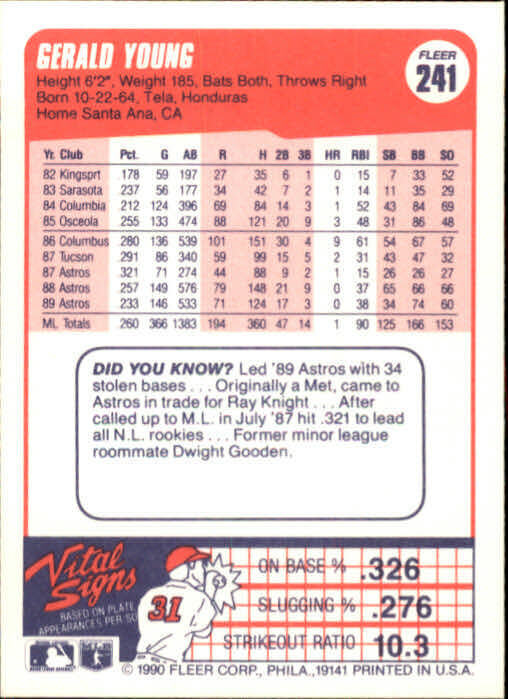 GERALD YOUNG
FLEER
241
Height 6'2", Weight 185, Bats Both, Throws Right
Born 10-22-64, Tela, Honduras
Home Santa Ana, CA
Yr. Club Pct. G AB R H 2B 3B HR RBI SB BB SO
82 Kingsprt .178 59 197 27 35 6 1 0 15 7 33 52
83 Sarasota .237 56 177 34 42 7 2 1 14 11 35 29
84 Columbia .212 124 396 69 84 14 3 1 52 43 84 69
85 Osceola .255 133 474 88 121 20 9 3 48 31 86 48
86 Columbus .280 136 539 101 151 30 4 9 61 54 67 57
87 Tucson .291 86 340 59 99 15 5 2 31 43 47 32
87 Astros .321 71 274 44 88 9 2 1 15 26 26 27
88 Astros .257 149 576 79 148 21 9 0 37 65 66 66
89 Astros .233 146 533 71 124 17 3 0 38 34 74 60
ML Totals .260 366 1383 194 360 47 14 1 90 125 166 153
DID YOU KNOW? Led '89 Astros with 34
stolen bases . . . Originally a Met, came to
Astros in trade for Ray Knight . . . After
called up to M.L. in July '87 hit .321 to lead
all N.L. rookies . . . Former minor league
roommate Dwight Gooden.
Vital
Signs
BASED ON PLATE
APPEARANCES PER SO
31
ON BASE % .326
SLUGGING % .276
STRIKEOUT RATIO 10.3
© 1990 FLEER CORP., PHILA., 19141 PRINTED IN U.S.A.